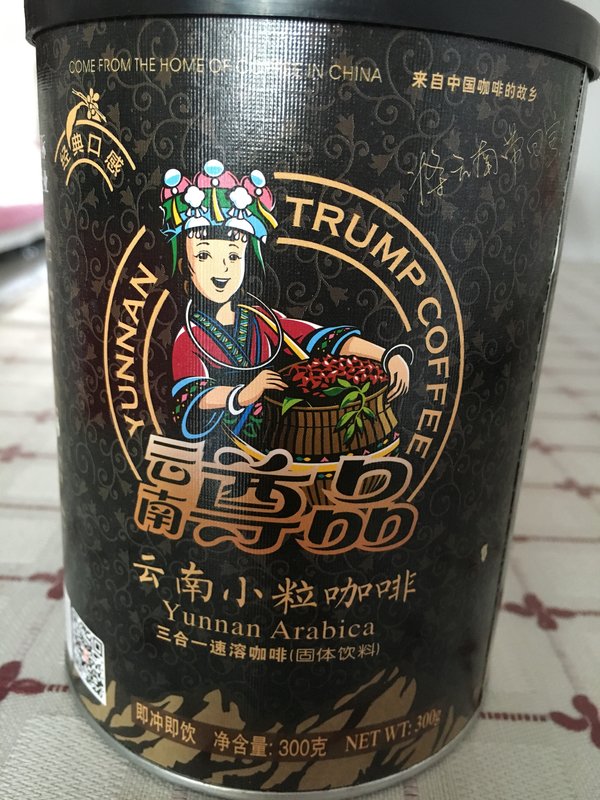 COME FROM THE HOME OF COFFEE IN CHINA
来自中国咖啡的故乡
经典口感
YUNNAN TRUMP COFFEE
云南 尊品
云南小粒咖啡
Yunnan Arabica
三合一速溶咖啡(固体饮料)
即冲即饮 净含量: 300克 NET WT: 300g